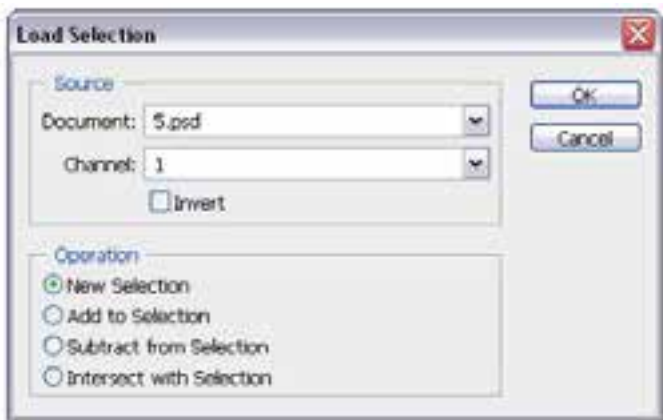 Load Selection
Source
Document: 5.psd
Channel: 1
Invert
OK
Cancel
Operation
New Selection
Add to Selection
Subtract from Selection
Intersect with Selection